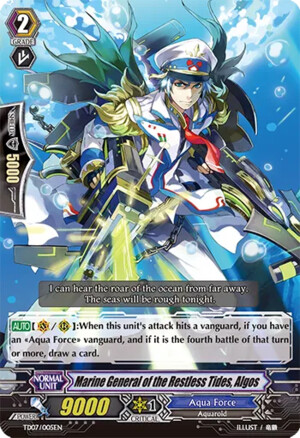 2
GRADE
SHIELD
5000
I can hear the roar of the ocean from far away.
The seas will be rough tonight.
AUTO [ / ]:When this unit's attack hits a vanguard, if you have
an «Aqua Force» vanguard, and if it is the fourth battle of that turn
or more, draw a card.
NORMAL
UNIT
Marine General of the Restless Tides, Algos
POWER
9000
1
CRITICAL
Aqua Force
Aquaroid
TD07/005EN
ILLUST / 竜徹